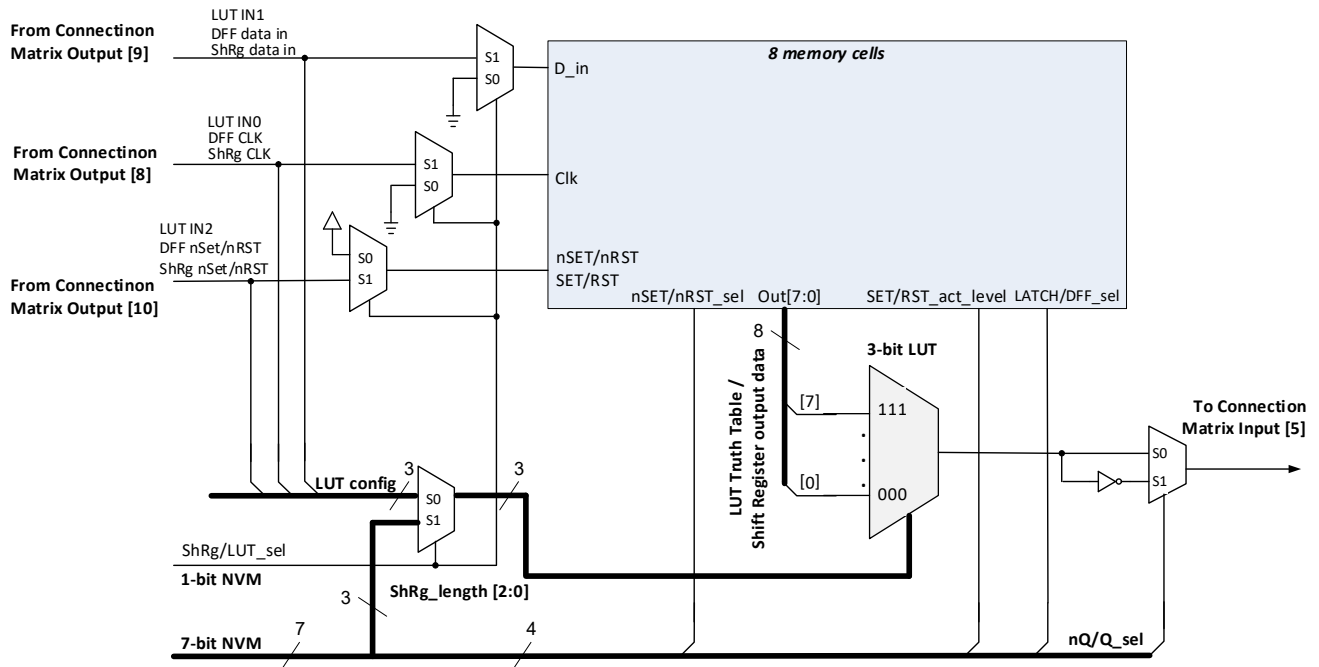 LUT IN1
DFF data in
ShRg data in
From Connectinon
Matrix Output [9]
S1
S0
D_in
8 memory cells
LUT IN0
DFF CLK
ShRg CLK
From Connectinon
Matrix Output [8]
S1
S0
Clk
LUT IN2
DFF nSet/nRST
ShRg nSet/nRST
From Connectinon
Matrix Output [10]
S0
S1
nSET/nRST
SET/RST
nSET/nRST_sel
Out[7:0]
SET/RST_act_level
LATCH/DFF_sel
8
3-bit LUT
LUT Truth Table /
Shift Register output data
[7]
111
[0]
000
To Connection
Matrix Input [5]
S0
S1
LUT config
3
S0
S1
3
ShRg/LUT_sel
1-bit NVM
ShRg_length [2:0]
3
7-bit NVM
7
4
nQ/Q_sel